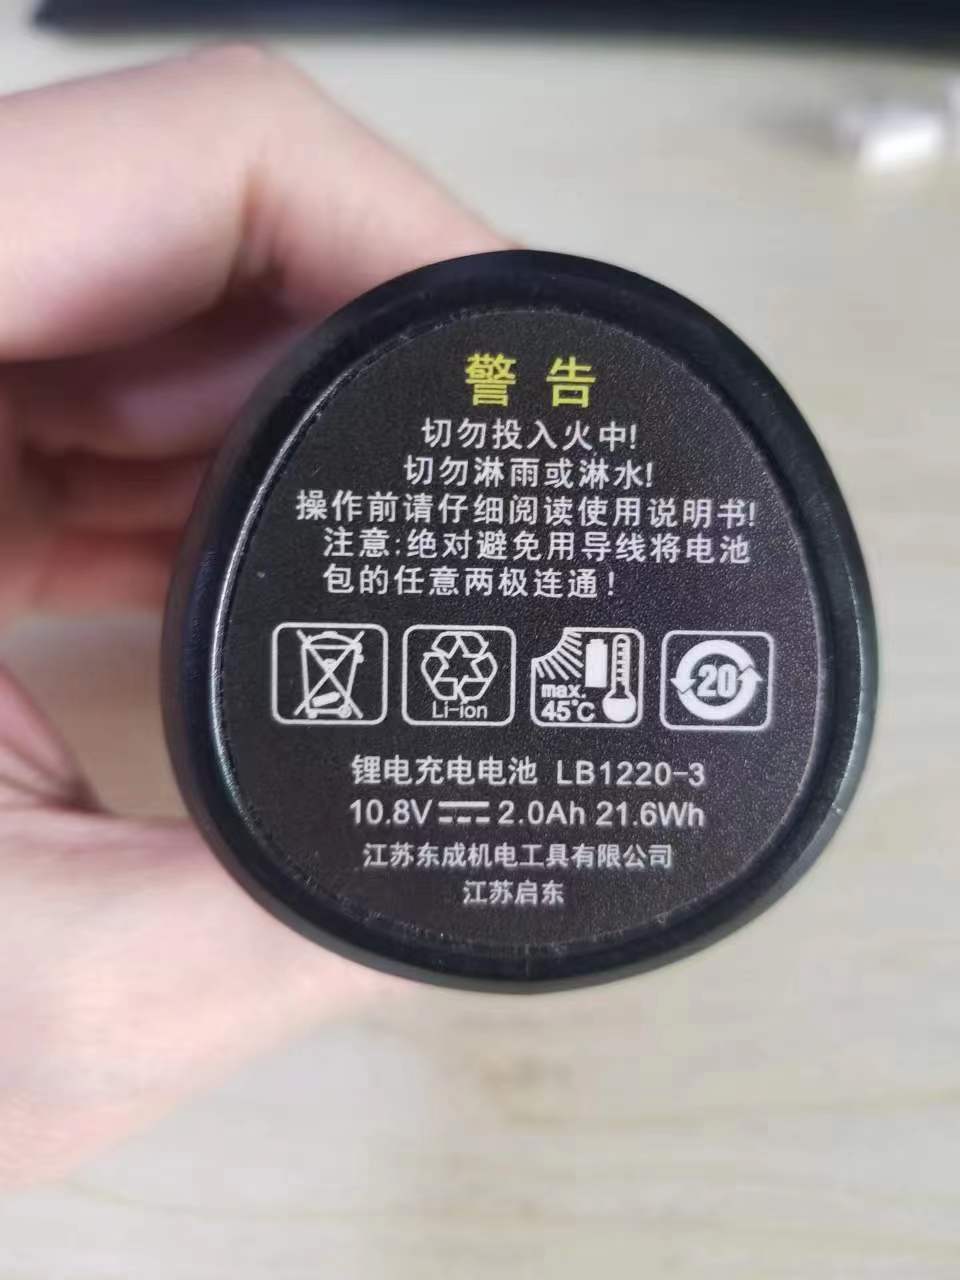 警告
切勿投入火中!
切勿淋雨或淋水!
操作前请仔细阅读使用说明书!
注意:绝对避免用导线将电池
包的任意两极连通!
Li-ion
max.
45℃
20
锂电充电电池 LB1220-3
10.8V⎓2.0Ah 21.6Wh
江苏东成机电工具有限公司
江苏启东